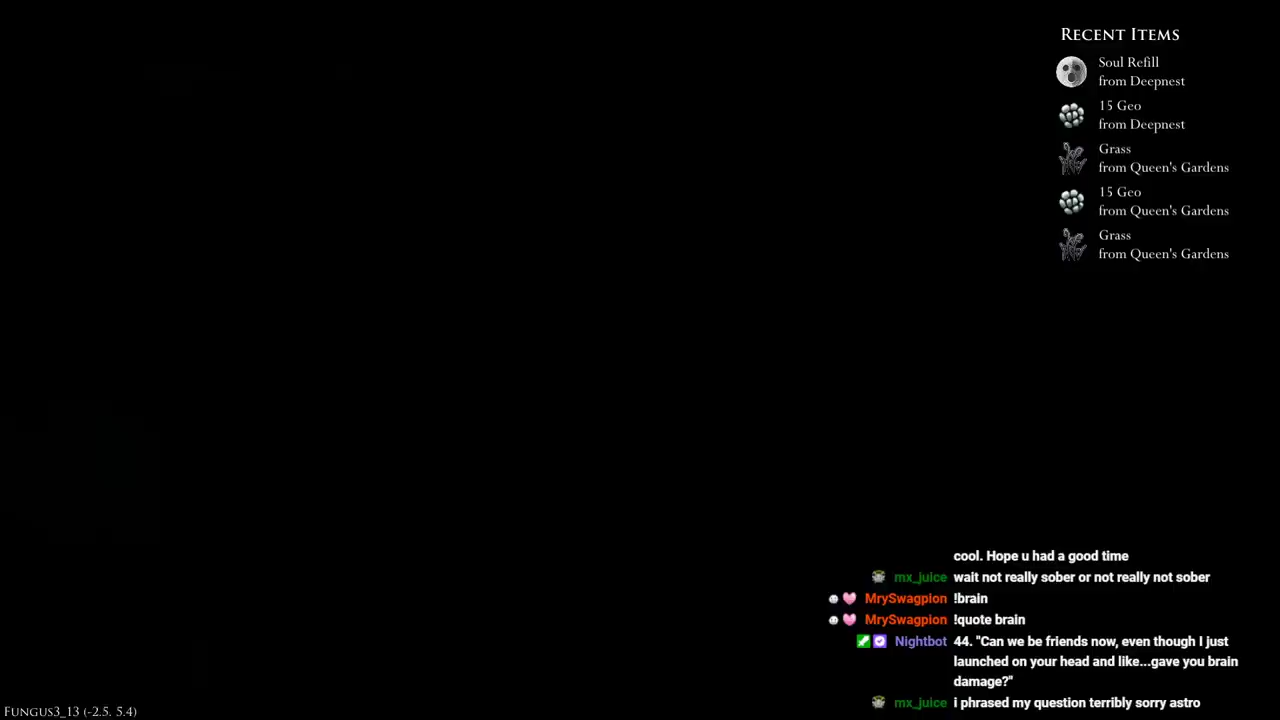 Recent Items
Soul Refill
from Deepnest
15 Geo
from Deepnest
Grass
from Queen's Gardens
15 Geo
from Queen's Gardens
Grass
from Queen's Gardens
cool. Hope u had a good time
mx_juice wait not really sober or not really not sober
MrySwagpion !brain
MrySwagpion !quote brain
Nightbot 44. "Can we be friends now, even though I just
launched on your head and like...gave you brain
damage?"
mx_juice i phrased my question terribly sorry astro
Fungus3_13 (-2.5, 5.4)